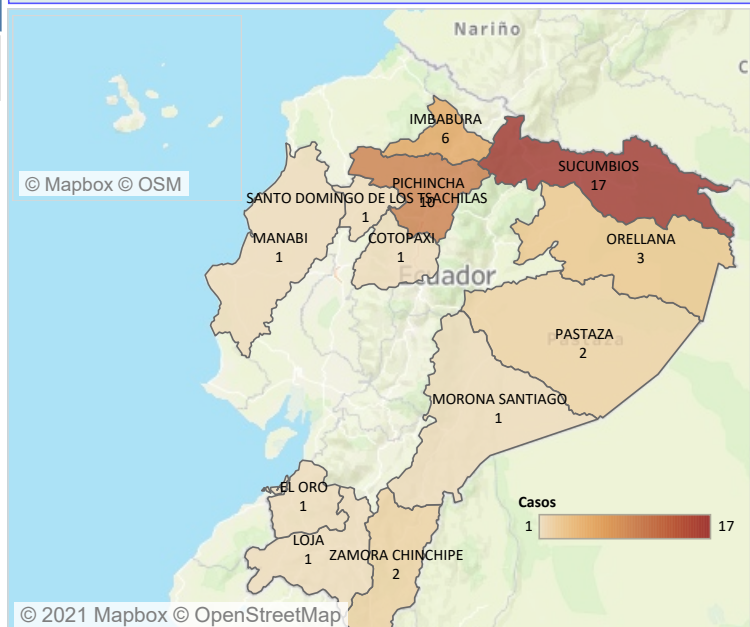 Nariño
C
IMBABURA
6
SUCUMBIOS
17
© Mapbox © OSM
PICHINCHA
10
SANTO DOMINGO DE LOS TSACHILAS
1
MANABI
1
COTOPAXI
1
ORELLANA
3
Ecuador
PASTAZA
2
MORONA SANTIAGO
1
Casos
1 17
EL ORO
1
LOJA
1
ZAMORA CHINCHIPE
2
© 2021 Mapbox © OpenStreetMap